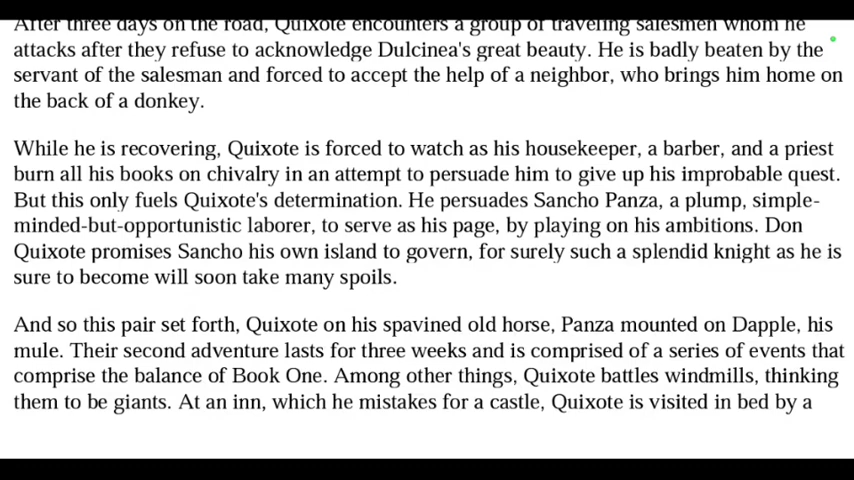 After three days on the road, Quixote encounters a group of traveling salesmen whom he
attacks after they refuse to acknowledge Dulcinea's great beauty. He is badly beaten by the
servant of the salesman and forced to accept the help of a neighbor, who brings him home on
the back of a donkey.
While he is recovering, Quixote is forced to watch as his housekeeper, a barber, and a priest
burn all his books on chivalry in an attempt to persuade him to give up his improbable quest.
But this only fuels Quixote's determination. He persuades Sancho Panza, a plump, simple-
minded-but-opportunistic laborer, to serve as his page, by playing on his ambitions. Don
Quixote promises Sancho his own island to govern, for surely such a splendid knight as he is
sure to become will soon take many spoils.
And so this pair set forth, Quixote on his spavined old horse, Panza mounted on Dapple, his
mule. Their second adventure lasts for three weeks and is comprised of a series of events that
comprise the balance of Book One. Among other things, Quixote battles windmills, thinking
them to be giants. At an inn, which he mistakes for a castle, Quixote is visited in bed by a